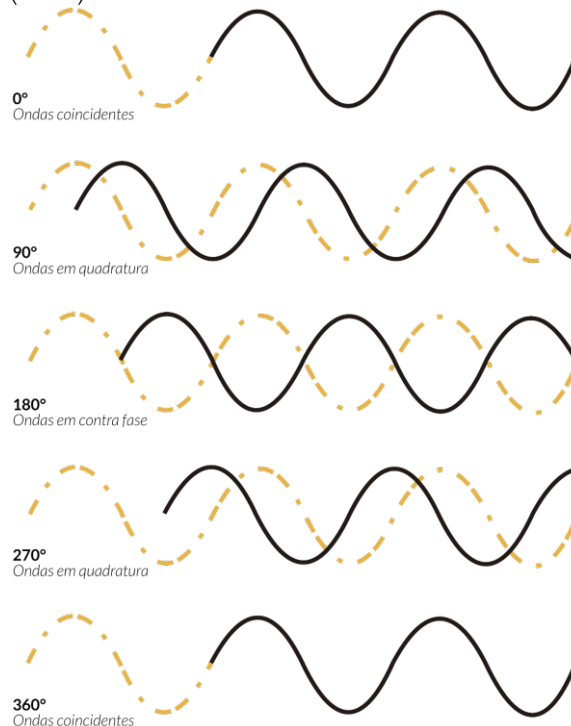 0°
Ondas coincidentes
90°
Ondas em quadratura
180°
Ondas em contra fase
270°
Ondas em quadratura
360°
Ondas coincidentes